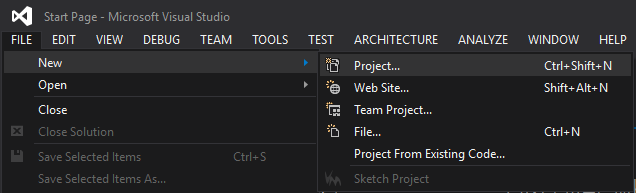 Start Page - Microsoft Visual Studio
FILE EDIT VIEW DEBUG TEAM TOOLS TEST ARCHITECTURE ANALYZE WINDOW HELP
New
Open
Close
Close Solution
Save Selected Items Ctrl+S
Save Selected Items As...
Project... Ctrl+Shift+N
Web Site... Shift+Alt+N
Team Project...
File... Ctrl+N
Project From Existing Code...
Sketch Project